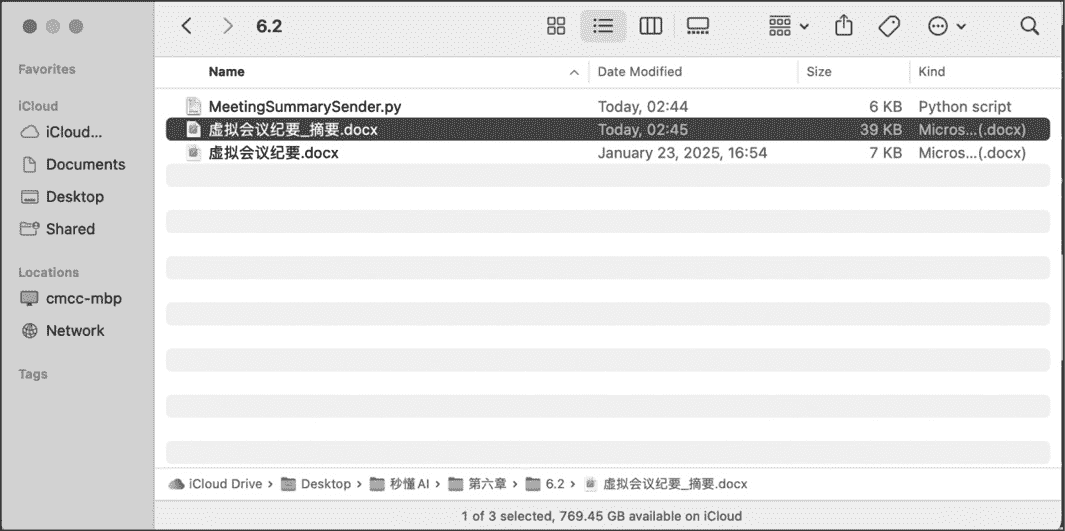 6.2
Favorites
iCloud
iCloud...
Documents
Desktop
Shared
Locations
cmcc-mbp
Network
Tags
Name Date Modified Size Kind
MeetingSummarySender.py Today, 02:44 6 KB Python script
虚拟会议纪要_摘要.docx Today, 02:45 39 KB Micros...(.docx)
虚拟会议纪要.docx January 23, 2025, 16:54 7 KB Micros...(.docx)
iCloud Drive › Desktop › 秒懂AI › 第六章 › 6.2 › 虚拟会议纪要_摘要.docx
1 of 3 selected, 769.45 GB available on iCloud